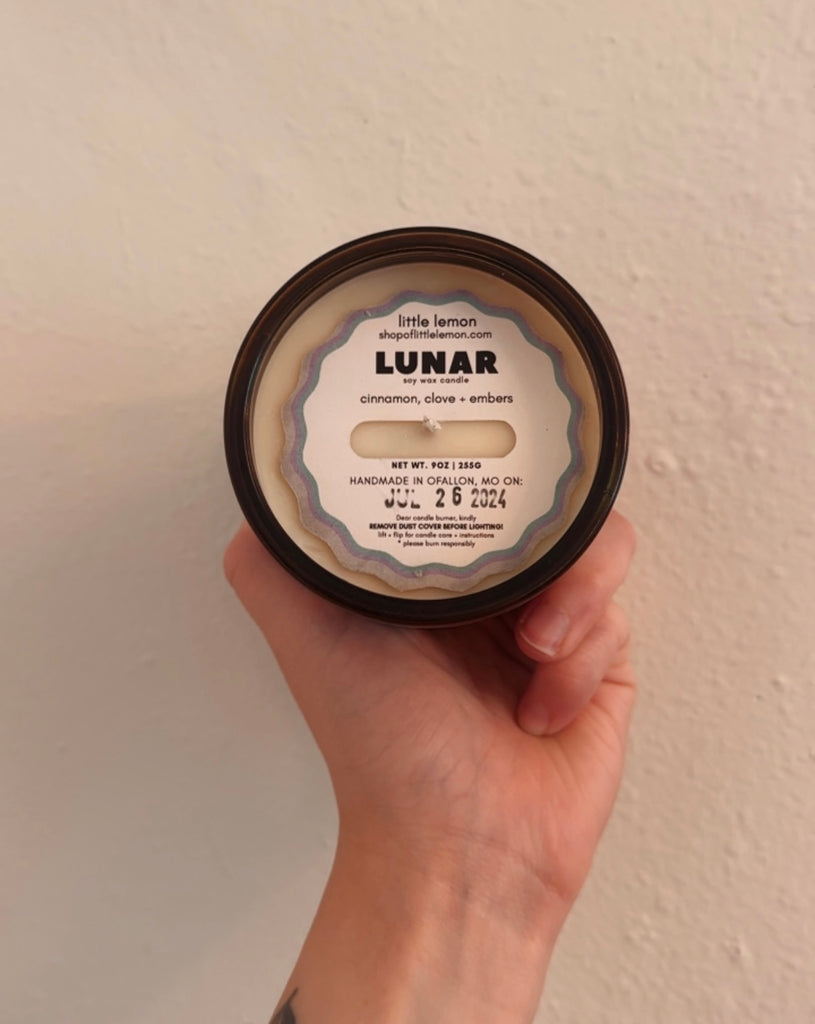 little lemon
shopoflittlelemon.com
LUNAR
soy wax candle
cinnamon, clove + embers
NET WT. 9OZ | 255G
HANDMADE IN OFALLON, MO ON:
JUL 26 2024
Dear candle burner, kindly
REMOVE DUST COVER BEFORE LIGHTING!
lift + flip for candle care + instructions
* please burn responsibly